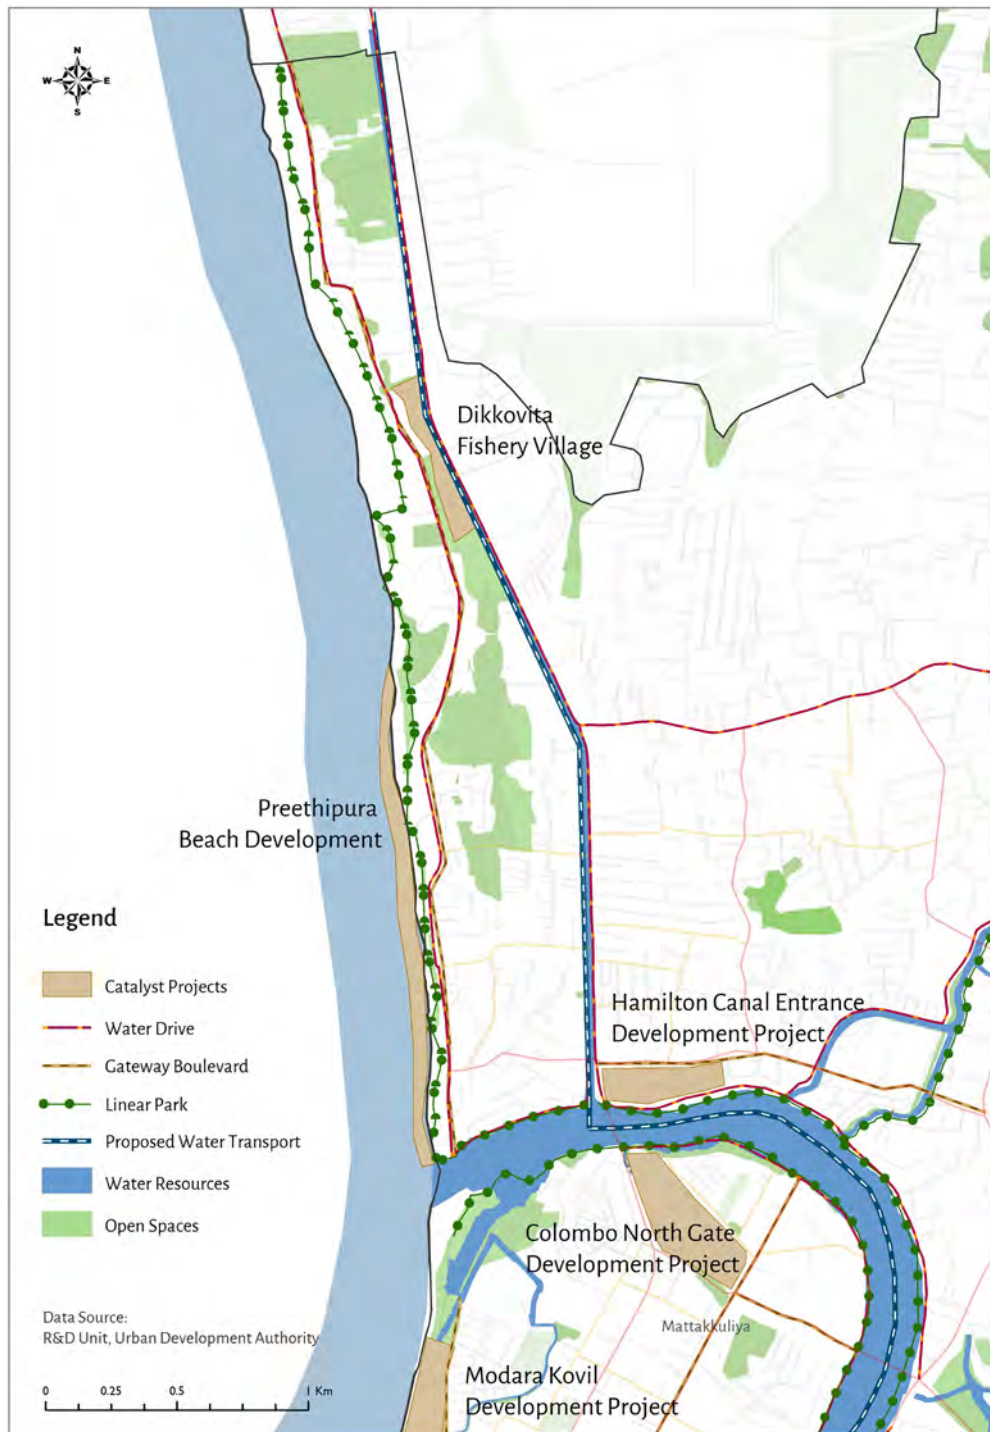 N
W E
S
Dikkovita
Fishery Village
Preethipura
Beach Development
Legend
Catalyst Projects
Water Drive
Gateway Boulevard
Linear Park
Proposed Water Transport
Water Resources
Open Spaces
Hamilton Canal Entrance
Development Project
Colombo North Gate
Development Project
Mattakkuliya
Data Source:
R&D Unit, Urban Development Authority
Modara Kovil
Development Project
0 0.25 0.5 1 Km